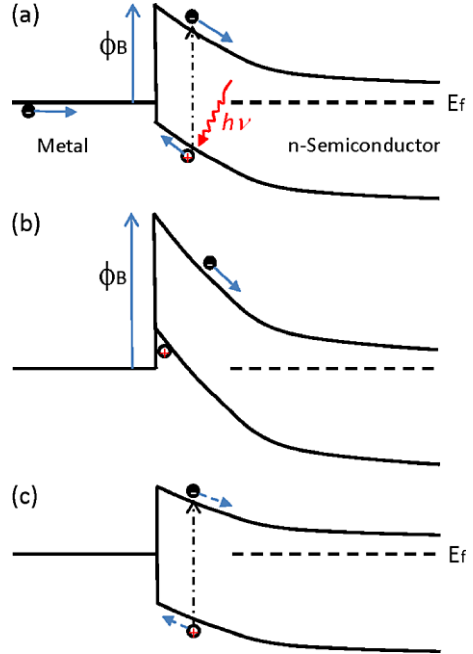 (a)
ϕB
Ef
hν
Metal
n-Semiconductor
(b)
ϕB
(c)
Ef